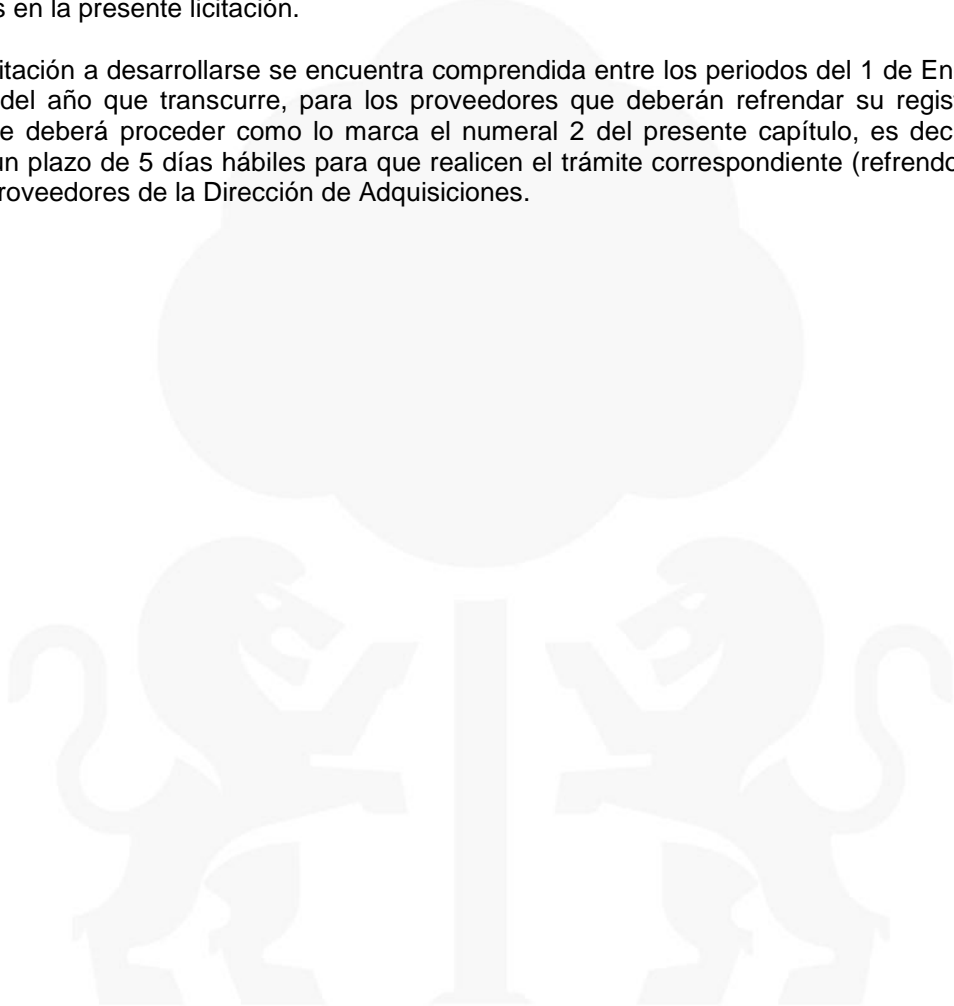 s en la presente licitación.
itación a desarrollarse se encuentra comprendida entre los periodos del 1 de En
del año que transcurre, para los proveedores que deberán refrendar su regis
e deberá proceder como lo marca el numeral 2 del presente capítulo, es dec
un plazo de 5 días hábiles para que realicen el trámite correspondiente (refrendo
roveedores de la Dirección de Adquisiciones.